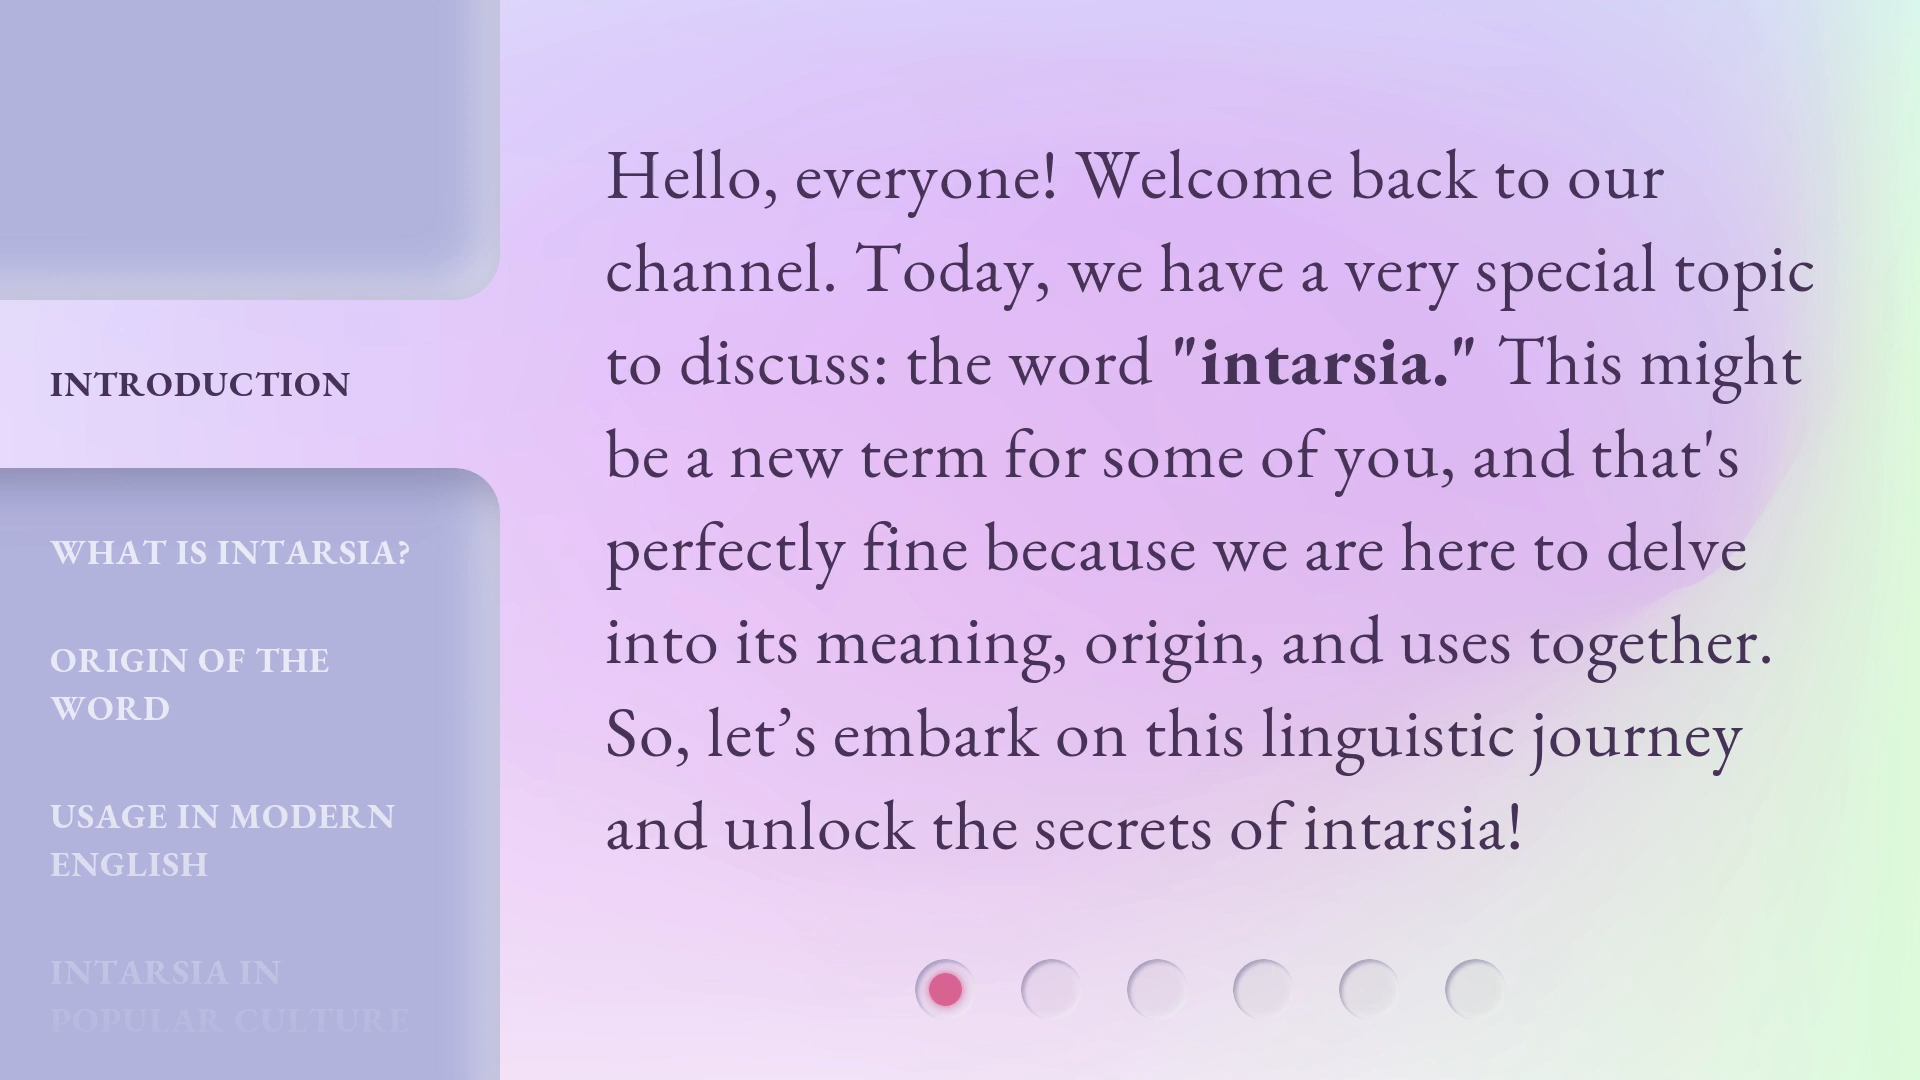 INTRODUCTION
WHAT IS INTARSIA?
ORIGIN OF THE
WORD
USAGE IN MODERN
ENGLISH
INTARSIA IN
POPULAR CULTURE
Hello, everyone! Welcome back to our
channel. Today, we have a very special topic
to discuss: the word "intarsia." This might
be a new term for some of you, and that's
perfectly fine because we are here to delve
into its meaning, origin, and uses together.
So, let’s embark on this linguistic journey
and unlock the secrets of intarsia!